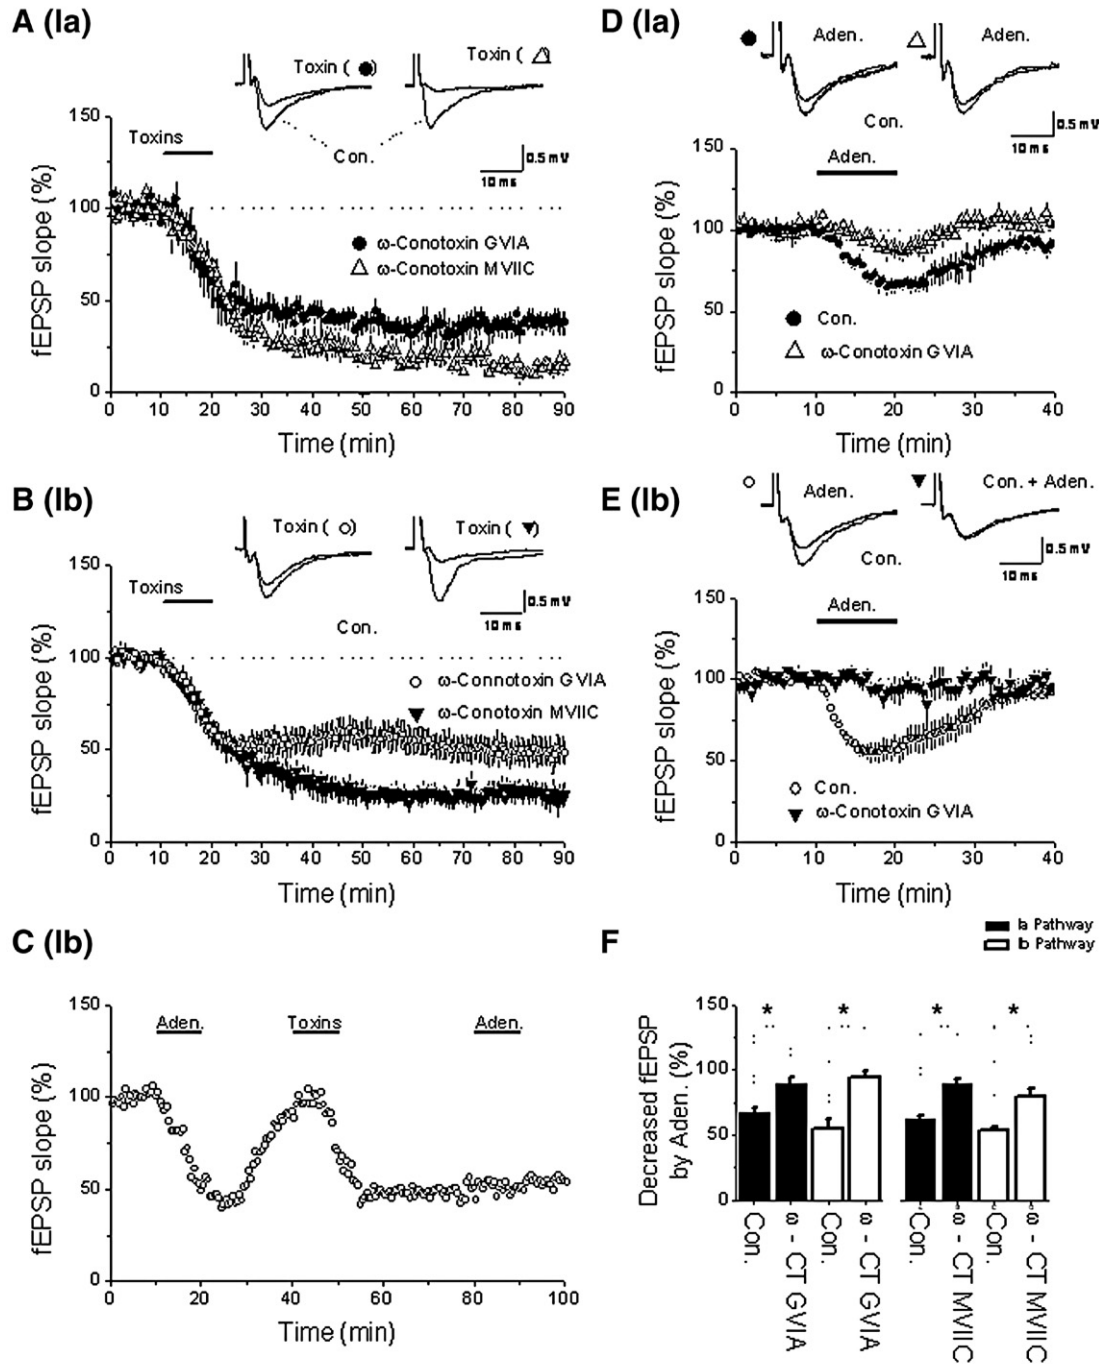 A (Ia)
Toxin ( ●)
Toxin ( △)
Toxins
Con.
0.5 mV
10 ms
150
100
50
0
fEPSP slope (%)
ω-Conotoxin GVIA
ω-Conotoxin MVIIC
0 10 20 30 40 50 60 70 80 90
Time (min)
B (Ib)
Toxin ( ○)
Toxin ( ▼)
Toxins
Con.
0.5 mV
10 ms
150
100
50
0
fEPSP slope (%)
ω-Connotoxin GVIA
ω-Conotoxin MVIIC
0 10 20 30 40 50 60 70 80 90
Time (min)
C (Ib)
Aden.
Toxins
Aden.
150
100
50
0
fEPSP slope (%)
0 20 40 60 80 100
Time (min)
D (Ia)
Aden.
Aden.
Con.
0.5 mV
10 ms
Aden.
150
100
50
0
fEPSP slope (%)
Con.
ω-Conotoxin GVIA
0 10 20 30 40
Time (min)
E (Ib)
Aden.
Con. + Aden.
Con.
0.5 mV
10 ms
Aden.
150
100
50
0
fEPSP slope (%)
Con.
ω-Conotoxin GVIA
0 10 20 30 40
Time (min)
F
Ia Pathway
Ib Pathway
150
100
50
0
Decreased fEPSP
by Aden. (%)
* * * *
Con.
ω - CT GVIA
Con.
ω - CT GVIA
Con.
ω - CT MVIIC
Con.
ω - CT MVIIC